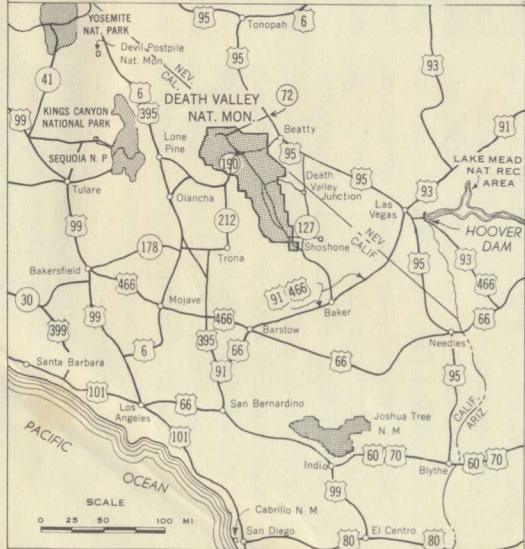 YOSEMITE
NAT. PARK
95
Tonopah
6
93
Devil Postpile
Nat. Mon.
95
NEV.
CAL.
41
6
72
DEATH VALLEY
NAT. MON.
KINGS CANYON
NATIONAL PARK
395
Lone
Pine
Beatty
91
99
190
95
LAKE MEAD
NAT. REC.
AREA
SEQUOIA N. P
Death
Valley
Junction
95
93
Tulare
Olancha
Las
Vegas
HOOVER
DAM
99
212
127
NEV
CALIF
178
Trona
Shoshone
95
93
Bakersfield
91 466
466
30
466
Mojave
Baker
66
399
99
466
395
66
Barstow
Needles
6
66
Santa Barbara
91
95
101
66
San Bernardino
CALIF.
ARIZ.
Los
Angeles
Joshua Tree
N M
PACIFIC
OCEAN
101
Indio
60 70
Blythe
60 70
SCALE
99
0 25 50 100 MI
Cabrillo N M
San Diego
80
El Centro
80